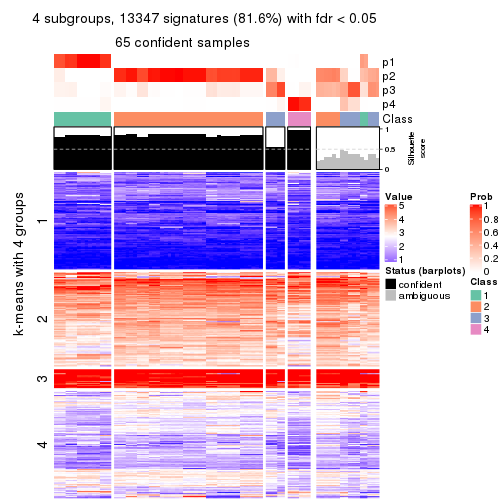 4 subgroups, 13347 signatures (81.6%) with fdr < 0.05
65 confident samples
p1
p2
p3
p4
Class
1
0.5
0
Silhouette
score
k-means with 4 groups
1
2
3
4
Value
5
4
3
2
1
Status (barplots)
confident
ambiguous
Prob
1
0.8
0.6
0.4
0.2
0
Class
1
2
3
4